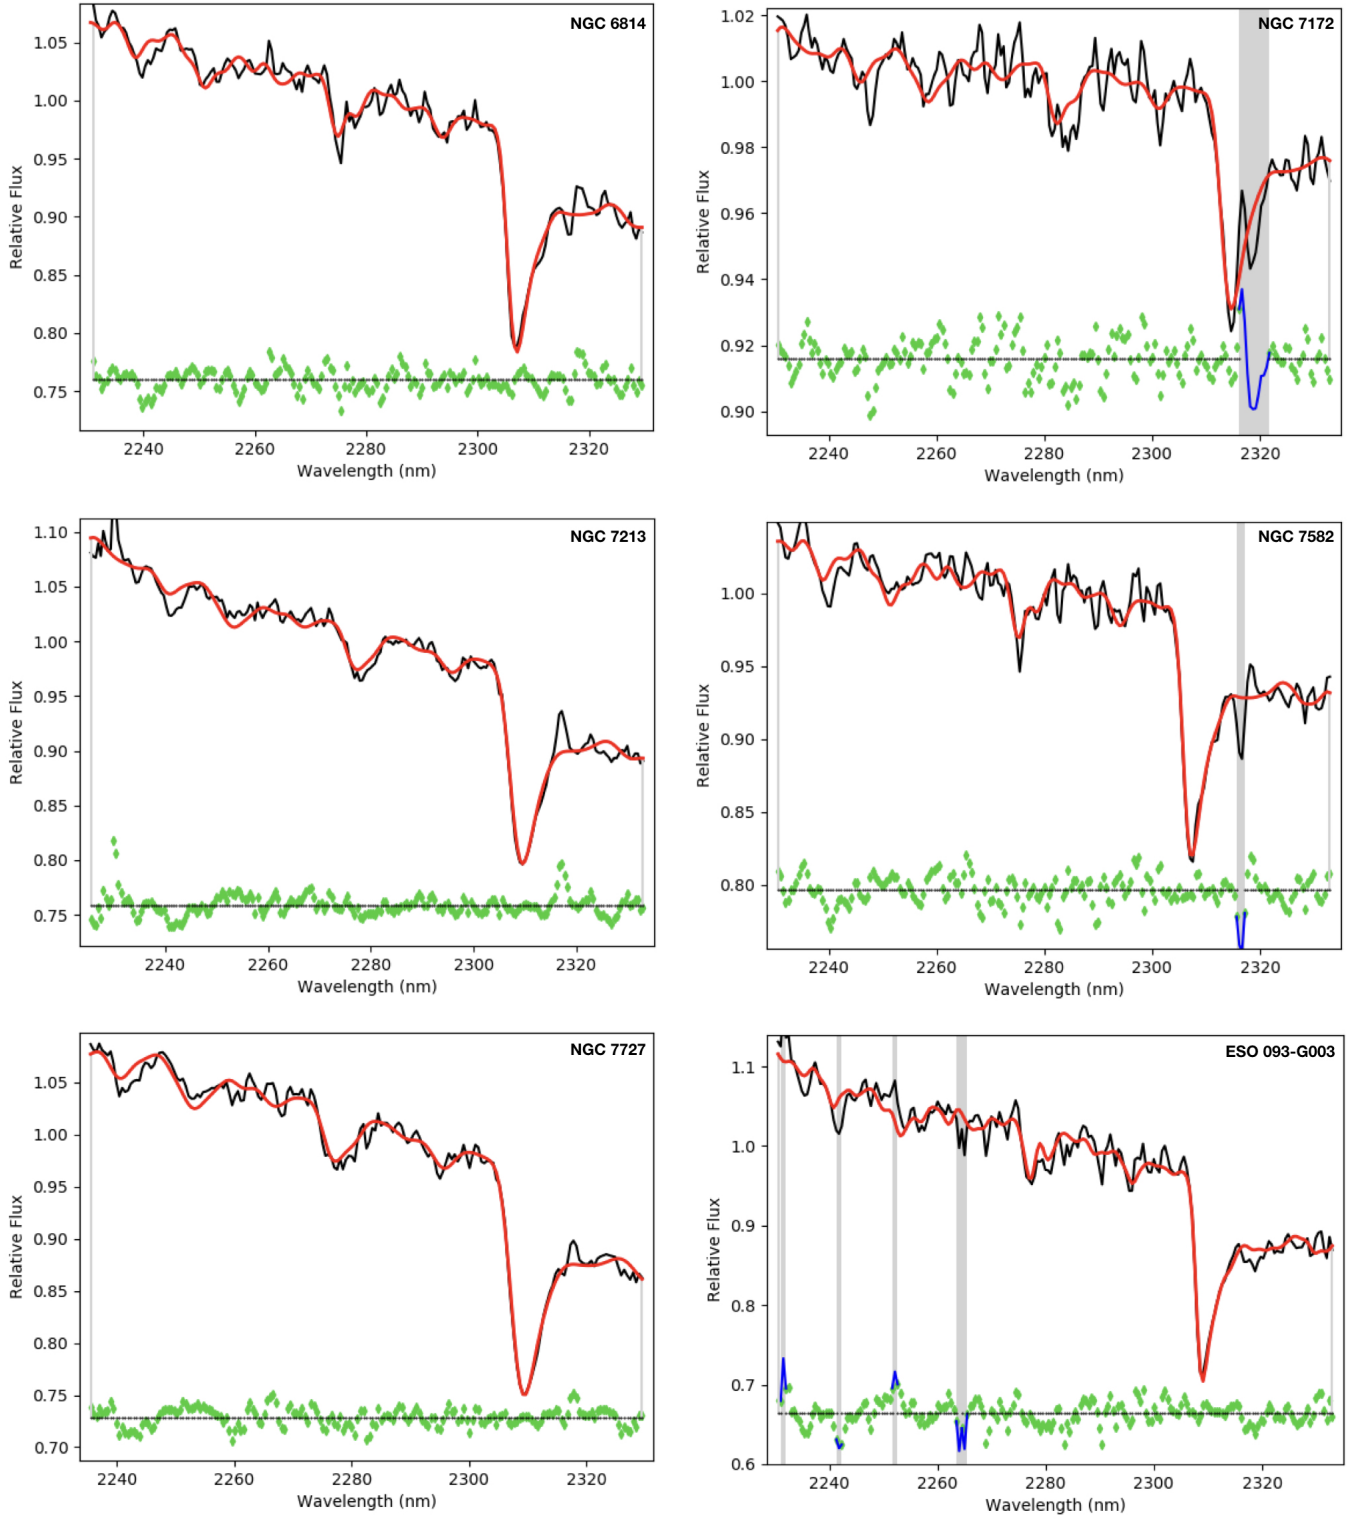 NGC 6814
Relative Flux
1.05
1.00
0.95
0.90
0.85
0.80
0.75
2240 2260 2280 2300 2320
Wavelength (nm)
NGC 7172
Relative Flux
1.02
1.00
0.98
0.96
0.94
0.92
0.90
2240 2260 2280 2300 2320
Wavelength (nm)
NGC 7213
Relative Flux
1.10
1.05
1.00
0.95
0.90
0.85
0.80
0.75
2240 2260 2280 2300 2320
Wavelength (nm)
NGC 7582
Relative Flux
1.00
0.95
0.90
0.85
0.80
2240 2260 2280 2300 2320
Wavelength (nm)
NGC 7727
Relative Flux
1.05
1.00
0.95
0.90
0.85
0.80
0.75
0.70
2240 2260 2280 2300 2320
Wavelength (nm)
ESO 093-G003
Relative Flux
1.1
1.0
0.9
0.8
0.7
0.6
2240 2260 2280 2300 2320
Wavelength (nm)